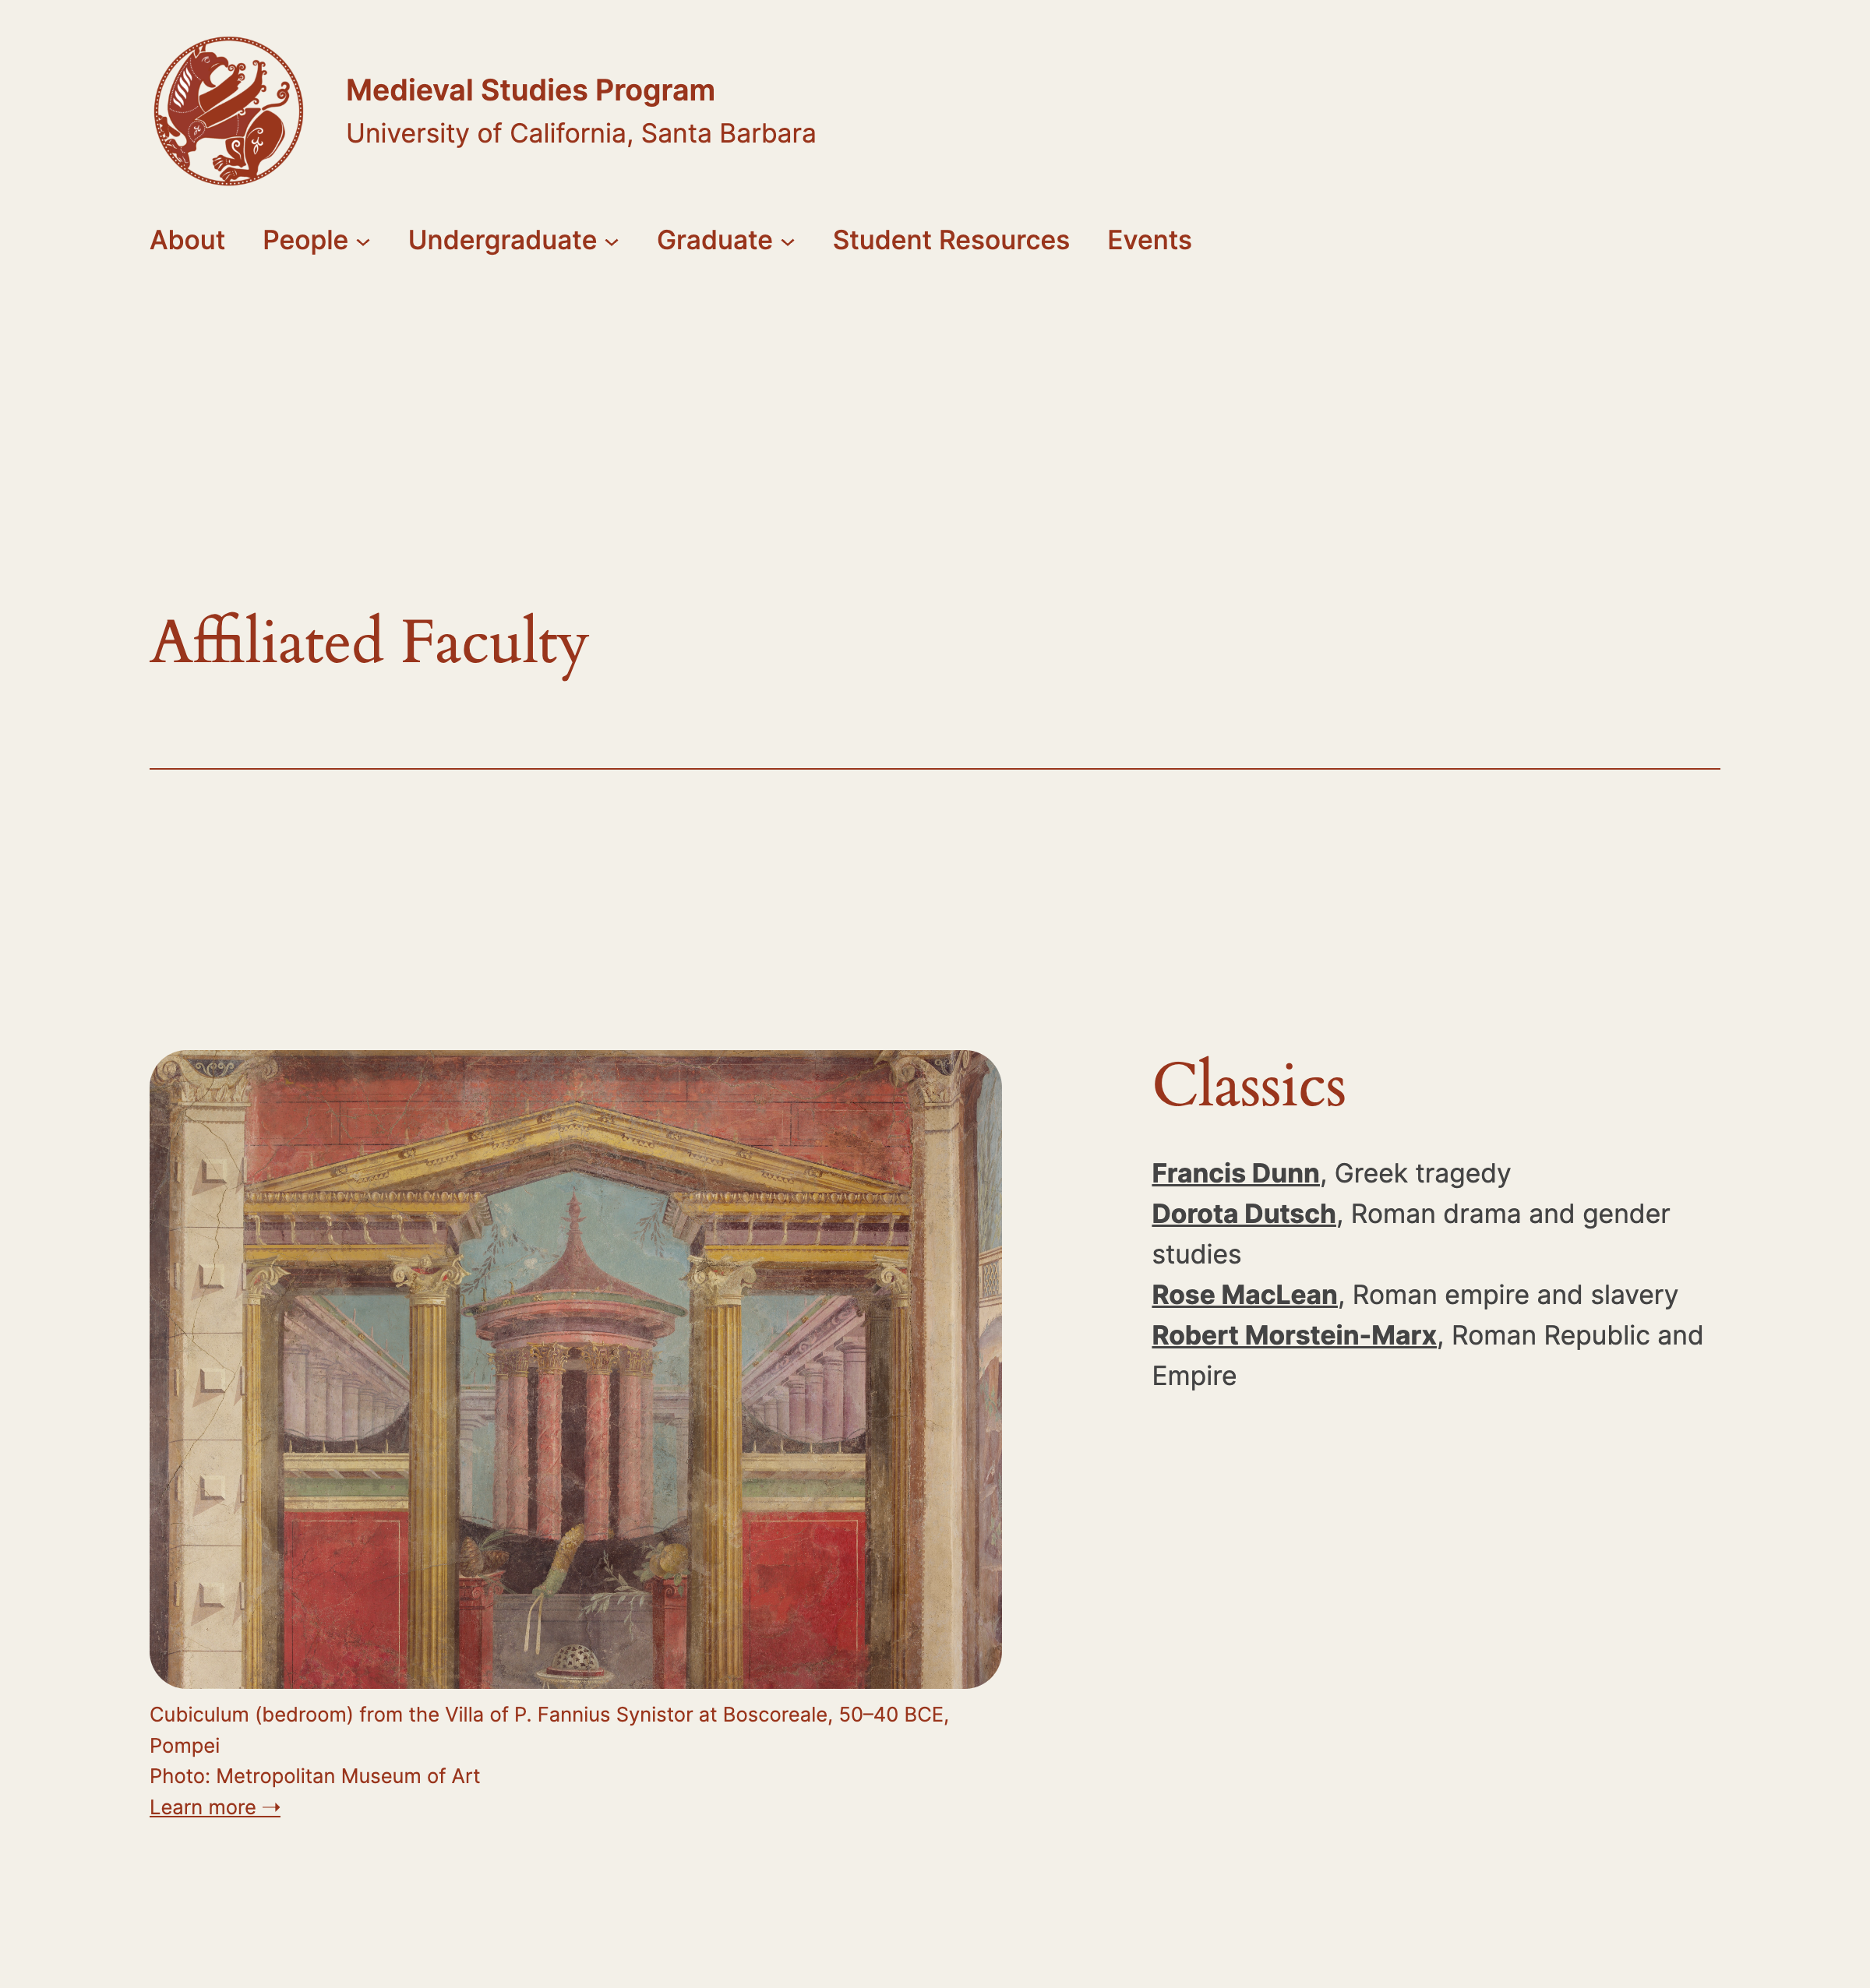 Medieval Studies Program
University of California, Santa Barbara
About People Undergraduate Graduate Student Resources Events
Affiliated Faculty
Classics
Francis Dunn, Greek tragedy
Dorota Dutsch, Roman drama and gender
studies
Rose MacLean, Roman empire and slavery
Robert Morstein-Marx, Roman Republic and
Empire
Cubiculum (bedroom) from the Villa of P. Fannius Synistor at Boscoreale, 50–40 BCE,
Pompei
Photo: Metropolitan Museum of Art
Learn more →